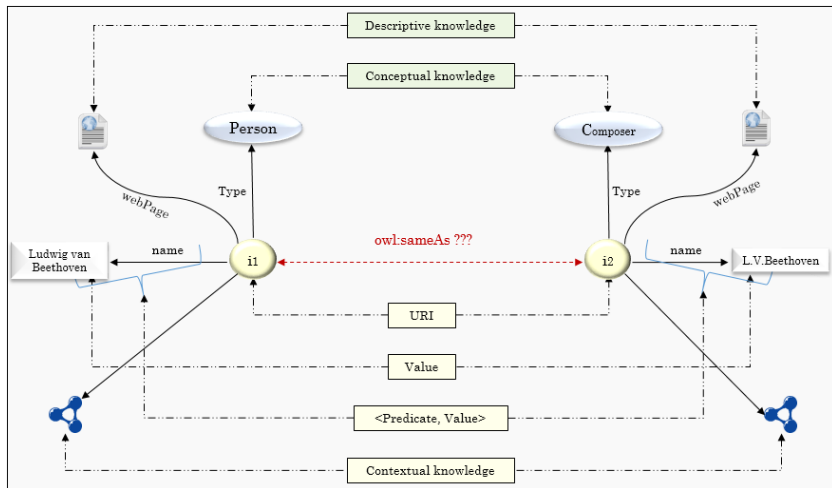 Descriptive knowledge
Conceptual knowledge
Person
Composer
Type
Type
webPage
webPage
owl:sameAs ???
Ludwig van
Beethoven
name
i1
i2
name
L.V.Beethoven
URI
Value
<Predicate, Value>
Contextual knowledge